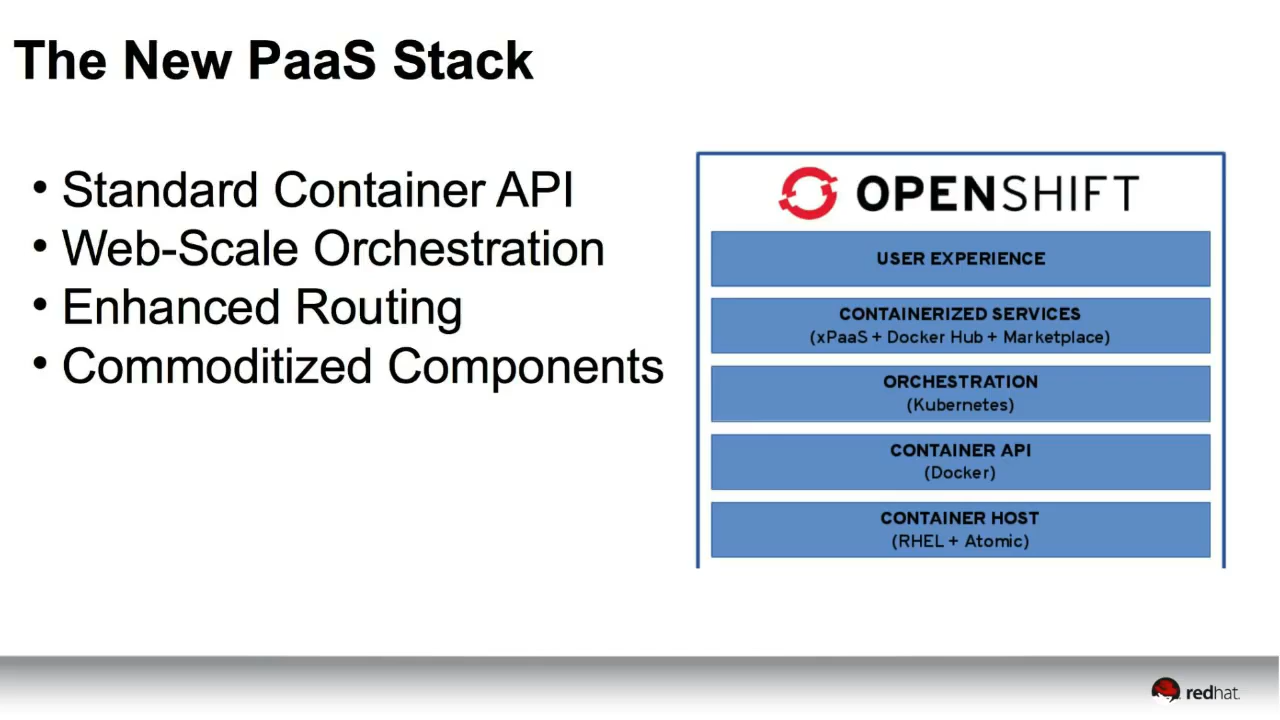 The New PaaS Stack
• Standard Container API
• Web-Scale Orchestration
• Enhanced Routing
• Commoditized Components
OPENSHIFT
USER EXPERIENCE
CONTAINERIZED SERVICES
(xPaaS + Docker Hub + Marketplace)
ORCHESTRATION
(Kubernetes)
CONTAINER API
(Docker)
CONTAINER HOST
(RHEL + Atomic)
redhat.